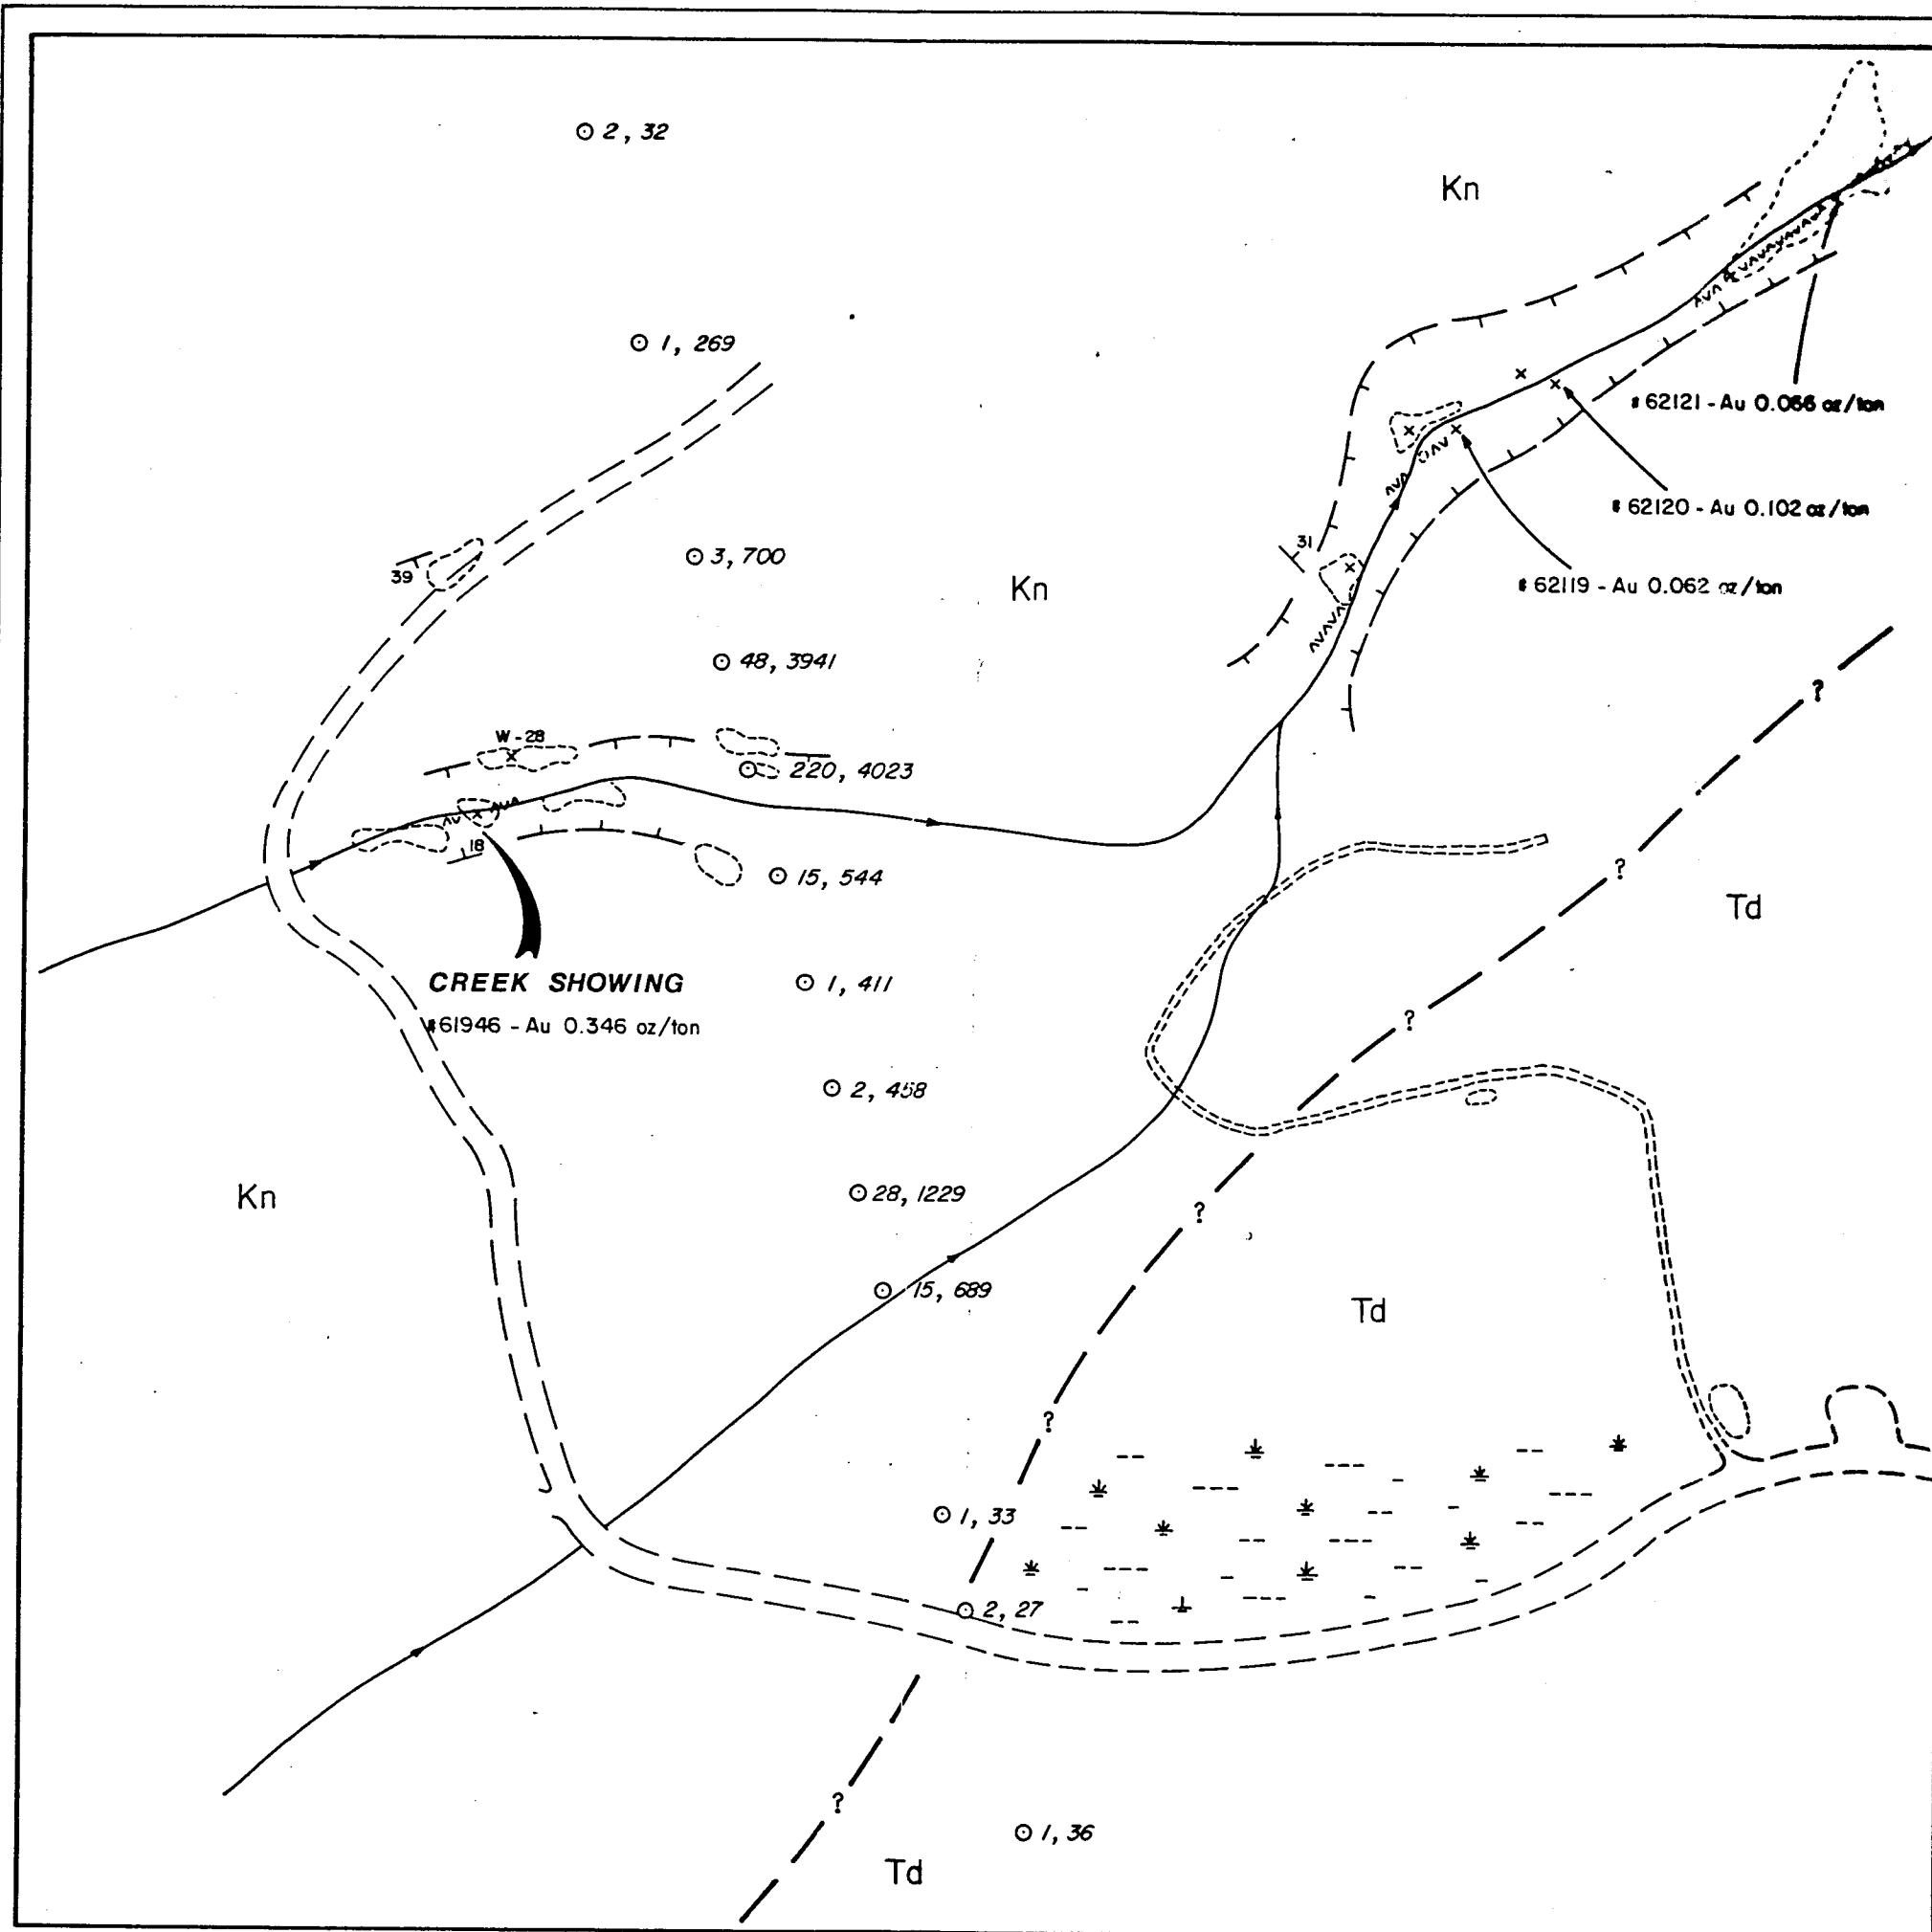 2, 32
Kn
1, 269
# 62121 - Au 0.066 oz/ton
# 62120 - Au 0.102 oz/ton
31
39
3, 700
Kn
# 62119 - Au 0.062 oz/ton
48, 3941
?
W-28
220, 4023
18
15, 544
?
Td
CREEK SHOWING
1, 411
#61946 - Au 0.346 oz/ton
?
2, 458
Kn
28, 1229
?
15, 689
Td
?
1, 33
2, 27
?
1, 36
Td